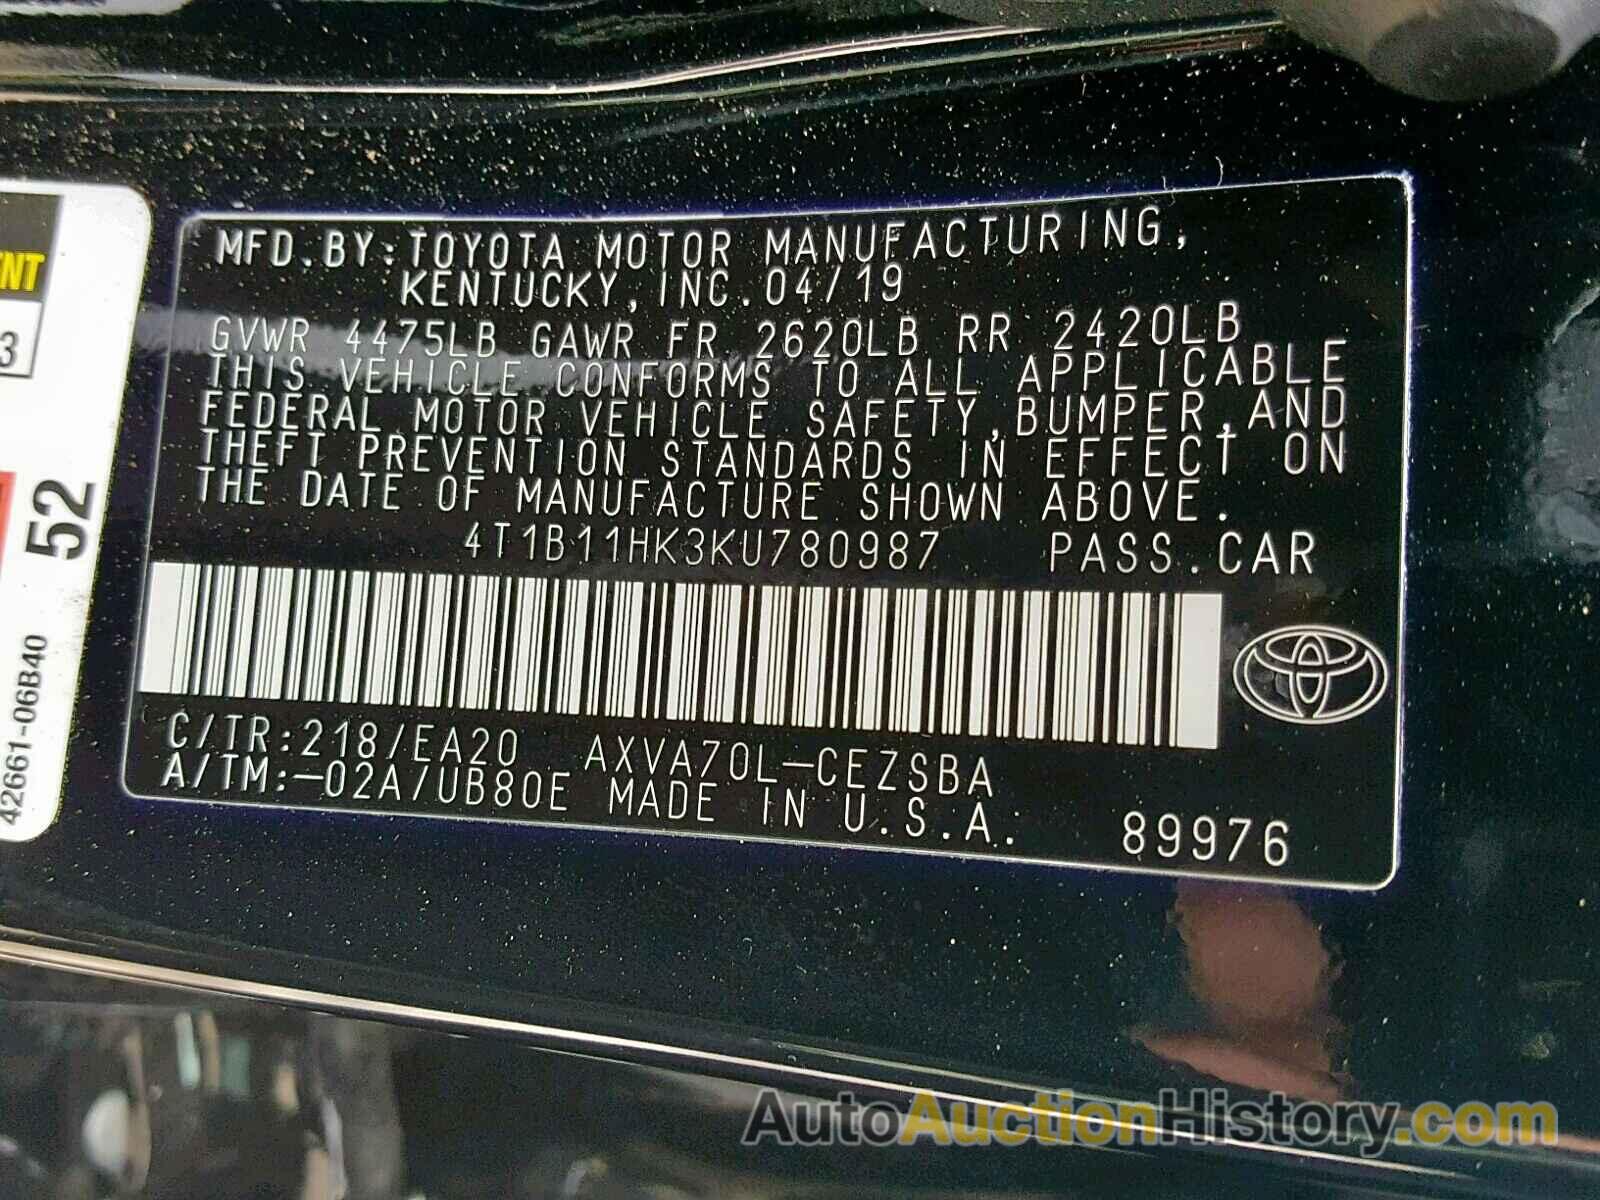 MFD.BY:TOYOTA MOTOR MANUFACTURING,
KENTUCKY,INC.04/19
GVWR 4475LB GAWR FR 2620LB RR 2420LB
THIS VEHICLE CONFORMS TO ALL APPLICABLE
FEDERAL MOTOR VEHICLE SAFETY,BUMPER,AND
THEFT PREVENTION STANDARDS IN EFFECT ON
THE DATE OF MANUFACTURE SHOWN ABOVE.
4T1B11HK3KU780987 PASS.CAR
C/TR:218/EA20 AXVA70L-CEZSBA
A/TM:-02A/UB80E MADE IN U.S.A.
89976
3
52
42661-06B40
AutoAuctionHistory.com